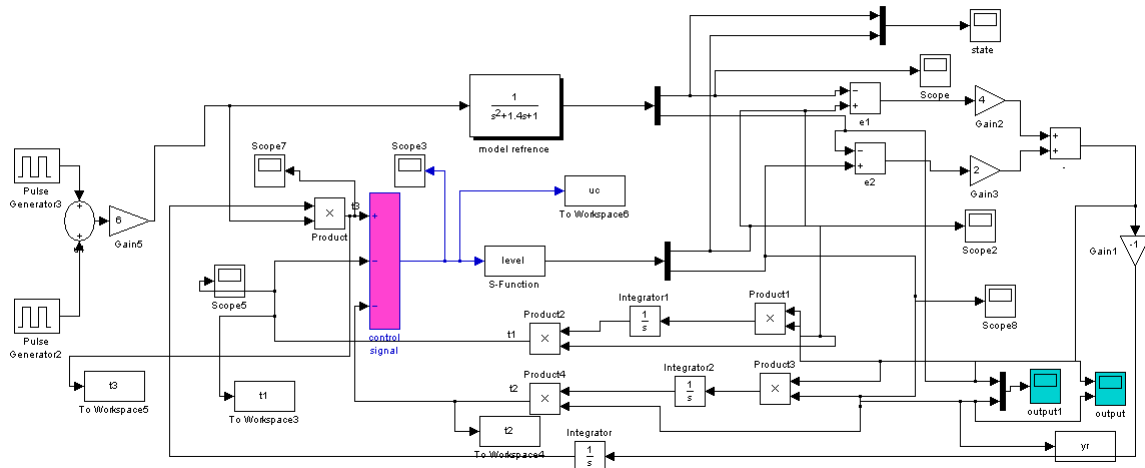 state
1
s²+1.4s+1
model refrence
Scope
−
+
e1
4
Gain2
+
+
.
Scope7
Scope3
Pulse
Generator3
+
+
6
Gain5
×
Product
t3
+
−
−
control
signal
uc
To Workspace6
−
+
e2
2
Gain3
level
S-Function
Scope2
-1
Gain1
Scope5
Pulse
Generator2
Integrator1
1
s
Product1
×
Scope8
Product2
t1
×
t3
To Workspace5
t1
To Workspace3
Product4
t2
×
Integrator2
1
s
Product3
×
output1
output
t2
To Workspace4
Integrator
1
s
yr